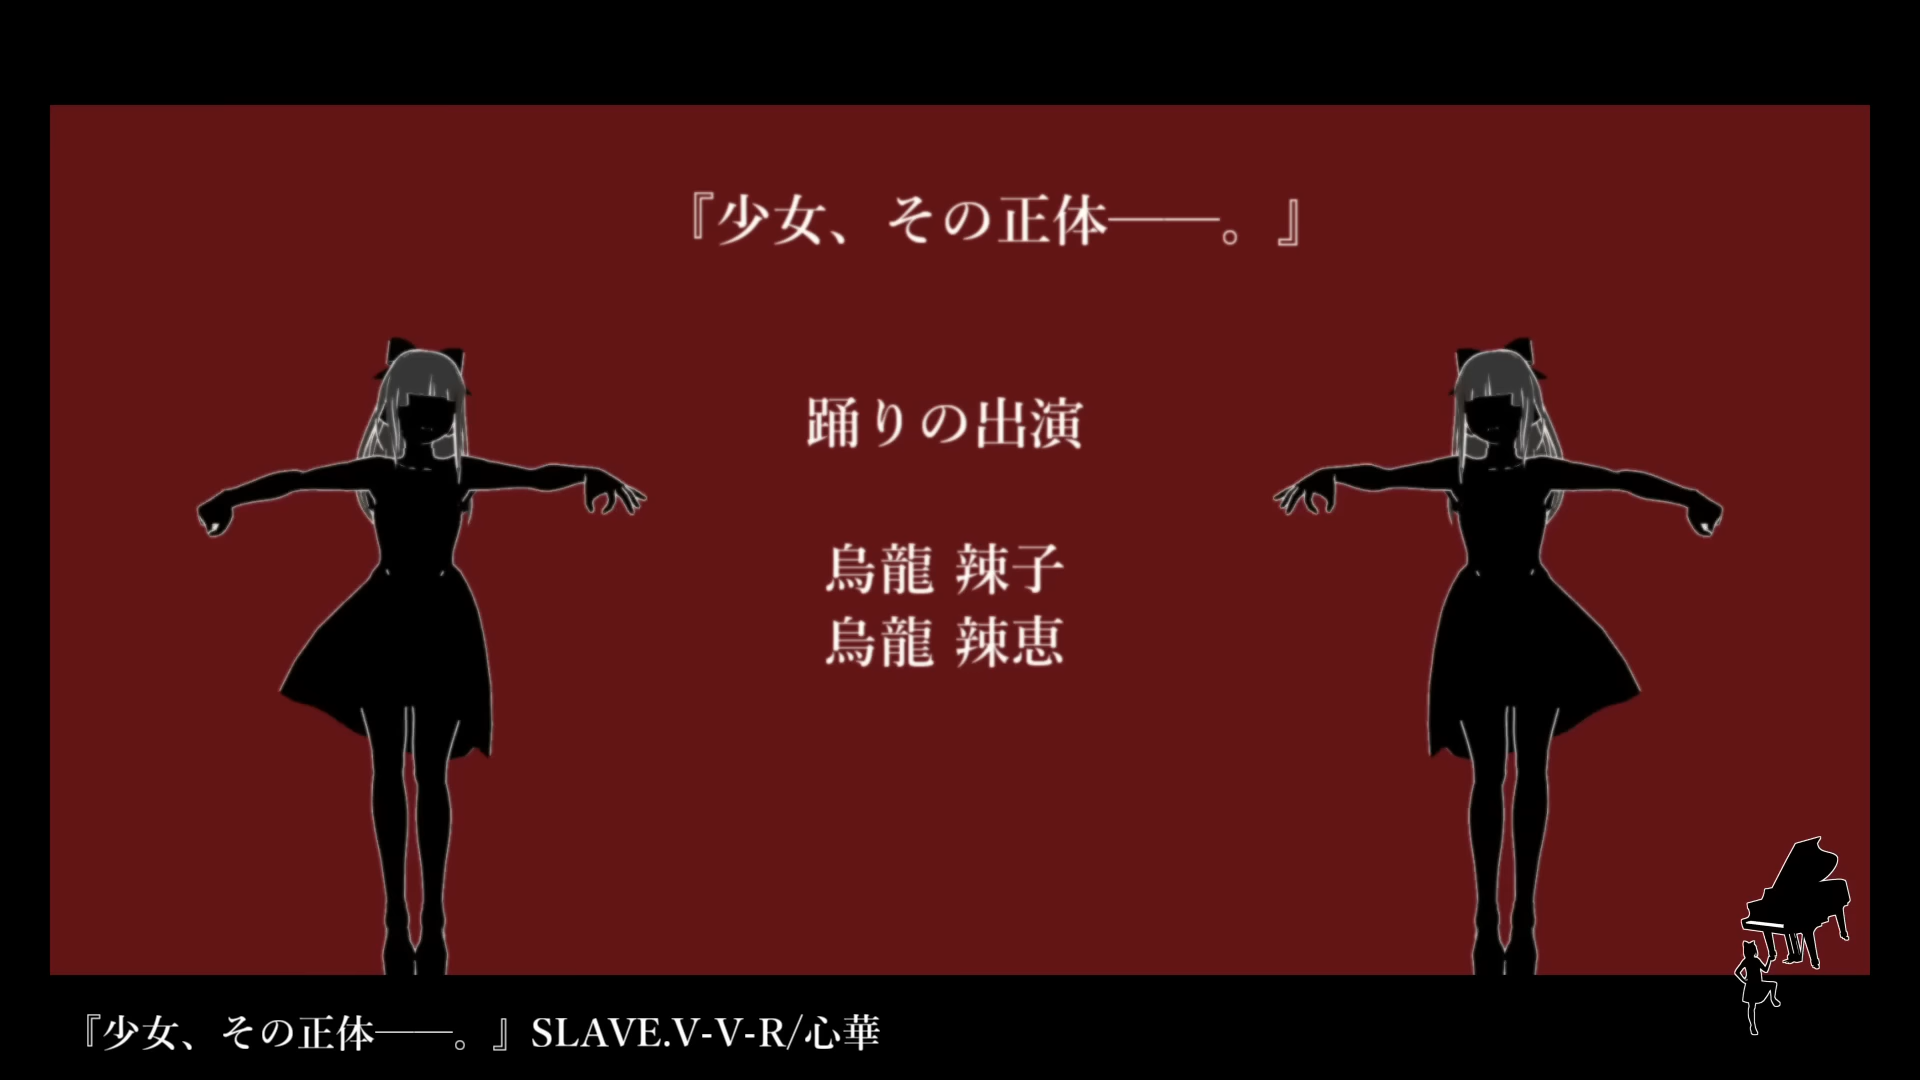 『少女、その正体――。』
踊りの出演
烏龍 辣子
烏龍 辣恵
『少女、その正体――。』SLAVE.V-V-R/心華